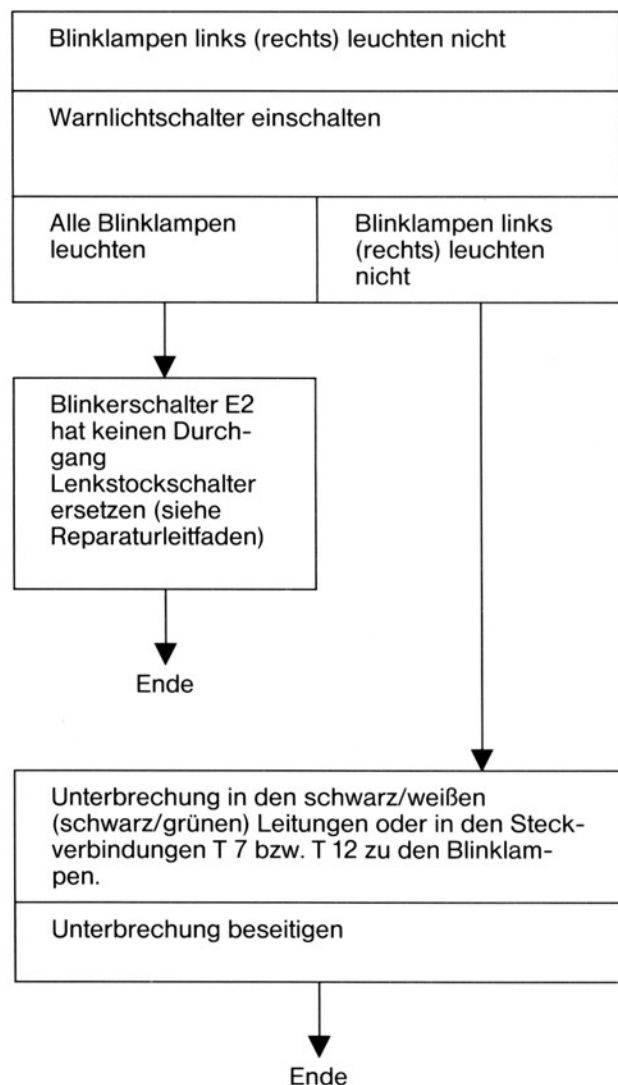 Blinklampen links (rechts) leuchten nicht
Warnlichtschalter einschalten
Alle Blinklampen
leuchten
Blinklampen links
(rechts) leuchten
nicht
Blinkerschalter E2
hat keinen Durch-
gang
Lenkstockschalter
ersetzen (siehe
Reparaturleitfaden)
Ende
Unterbrechung in den schwarz/weißen
(schwarz/grünen) Leitungen oder in den Steck-
verbindungen T 7 bzw. T 12 zu den Blinklam-
pen.
Unterbrechung beseitigen
Ende